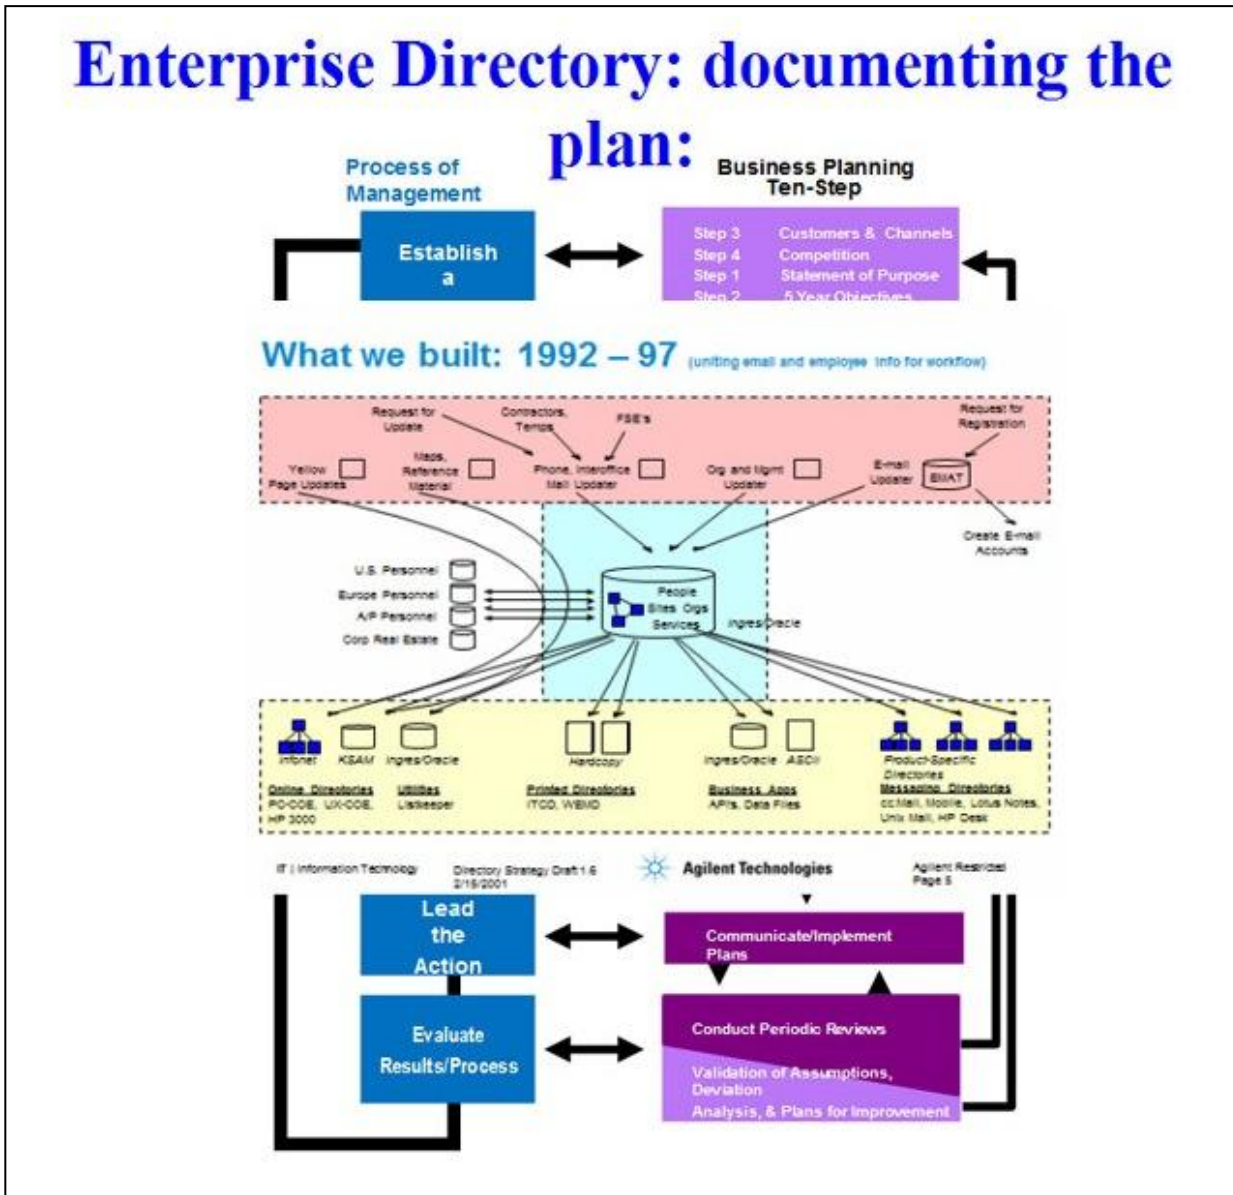 Enterprise Directory: documenting the
plan:
Process of
Management
Business Planning
Ten-Step
Establish
a
Step 3 Customers & Channels
Step 4 Competition
Step 1 Statement of Purpose
Step 2 5 Year Objectives
What we built: 1992 – 97 (uniting email and employee info for workflow)
Request for
Update
Contractors,
Temps
FSE's
Request for
Registration
Yellow
Page Updates
Maps,
Reference
Material
Phone, Interoffice
Mail Updater
Org and Mgmt
Updater
E-mail
Updater
EMAT
Create E-mail
Accounts
U.S. Personnel
Europe Personnel
A/P Personnel
Corp Real Estate
People
Sites Orgs
Services
Ingres/Oracle
Infonet
KSAM
Ingres/Oracle
Hardcopy
Ingres/Oracle
ASCII
Product-Specific
Directories
Online Directories
PC-COE, UX-COE,
HP 3000
Utilities
Listkeeper
Printed Directories
ITCD, WBMD
Business Apps
API's, Data Files
Messaging Directories
cc:Mail, Mobile, Lotus Notes,
Unix Mail, HP Desk
IT | Information Technology
Directory Strategy Draft 1.6
2/15/2001
Agilent Technologies
Agilent Restricted
Page 5
Lead
the
Action
Communicate/Implement
Plans
Evaluate
Results/Process
Conduct Periodic Reviews
Validation of Assumptions,
Deviation
Analysis, & Plans for Improvement